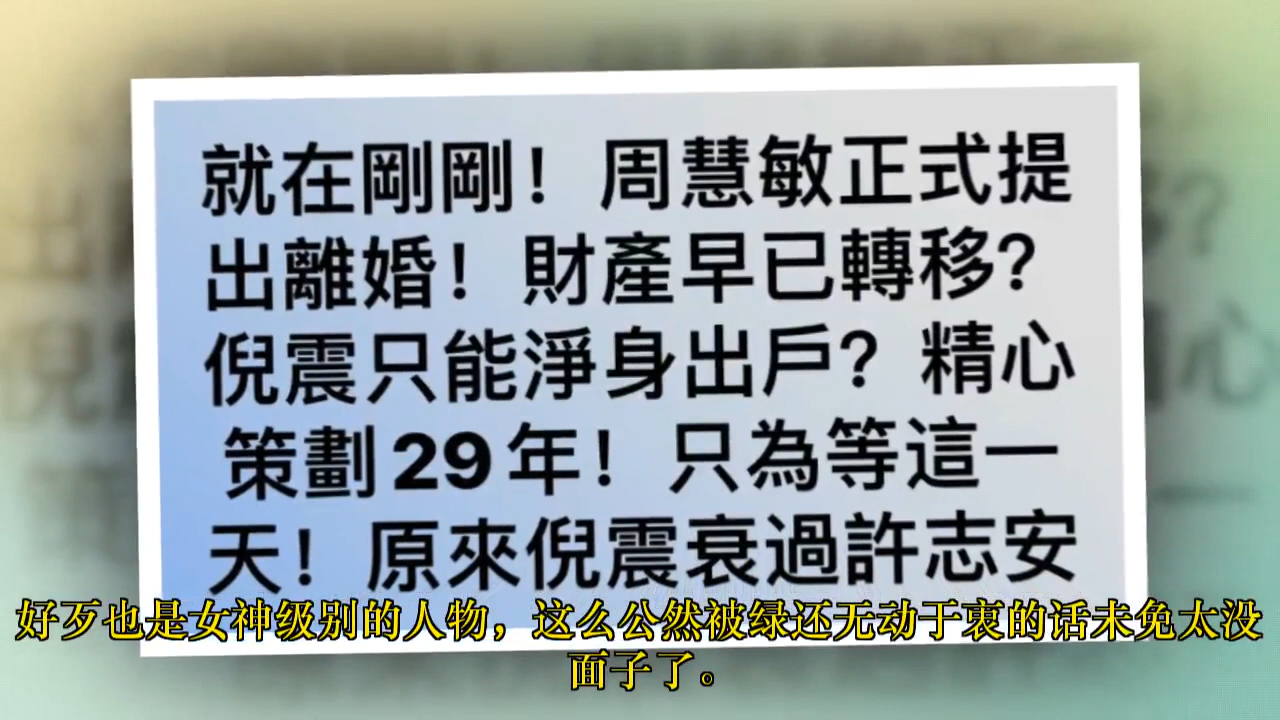 就在剛剛！周慧敏正式提
出離婚！財產早已轉移？
倪震只能淨身出戶？精心
策劃29年！只為等這一
天！原來倪震衰過許志安
好歹也是女神级别的人物，这么公然被绿还无动于衷的话未免太没
面子了。